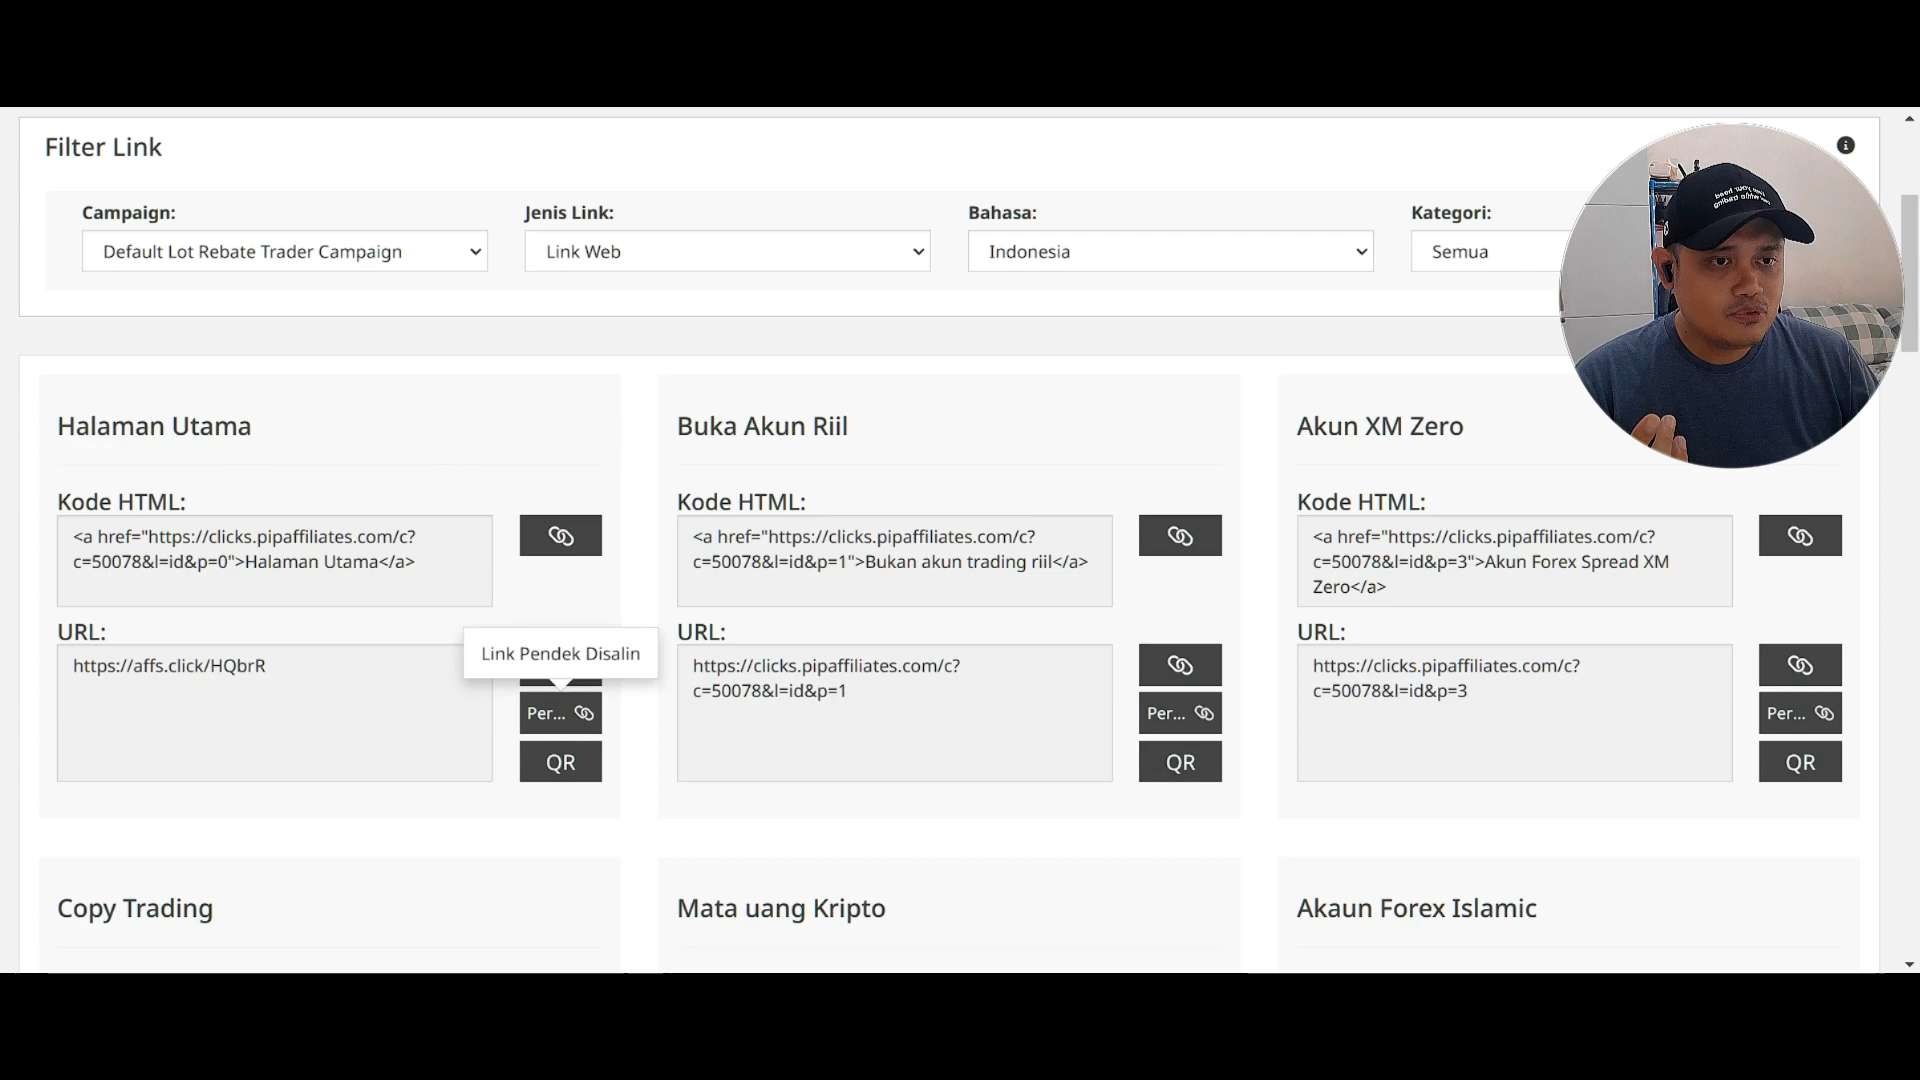 Filter Link
Campaign:
Jenis Link:
Bahasa:
Kategori:
Default Lot Rebate Trader Campaign
Link Web
Indonesia
Semua
Halaman Utama
Kode HTML:
<a href="https://clicks.pipaffiliates.com/c?
c=50078&l=id&p=0">Halaman Utama</a>
URL:
https://affs.click/HQbrR
Link Pendek Disalin
Per...
QR
Buka Akun Riil
Kode HTML:
<a href="https://clicks.pipaffiliates.com/c?
c=50078&l=id&p=1">Bukan akun trading riil</a>
URL:
https://clicks.pipaffiliates.com/c?
c=50078&l=id&p=1
Per...
QR
Akun XM Zero
Kode HTML:
<a href="https://clicks.pipaffiliates.com/c?
c=50078&l=id&p=3">Akun Forex Spread XM
Zero</a>
URL:
https://clicks.pipaffiliates.com/c?
c=50078&l=id&p=3
Per...
QR
Copy Trading
Mata uang Kripto
Akaun Forex Islamic